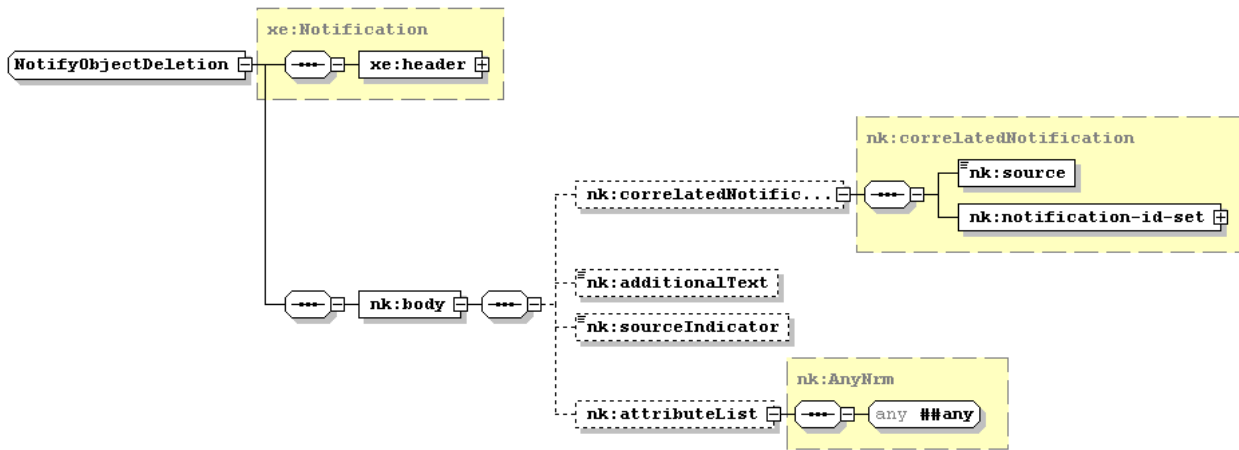 xe:Notification
NotifyObjectDeletion
xe:header
nk:correlatedNotification
nk:source
nk:correlatedNotific...
nk:notification-id-set
nk:additionalText
nk:body
nk:sourceIndicator
nk:AnyNrm
nk:attributeList
any ##any